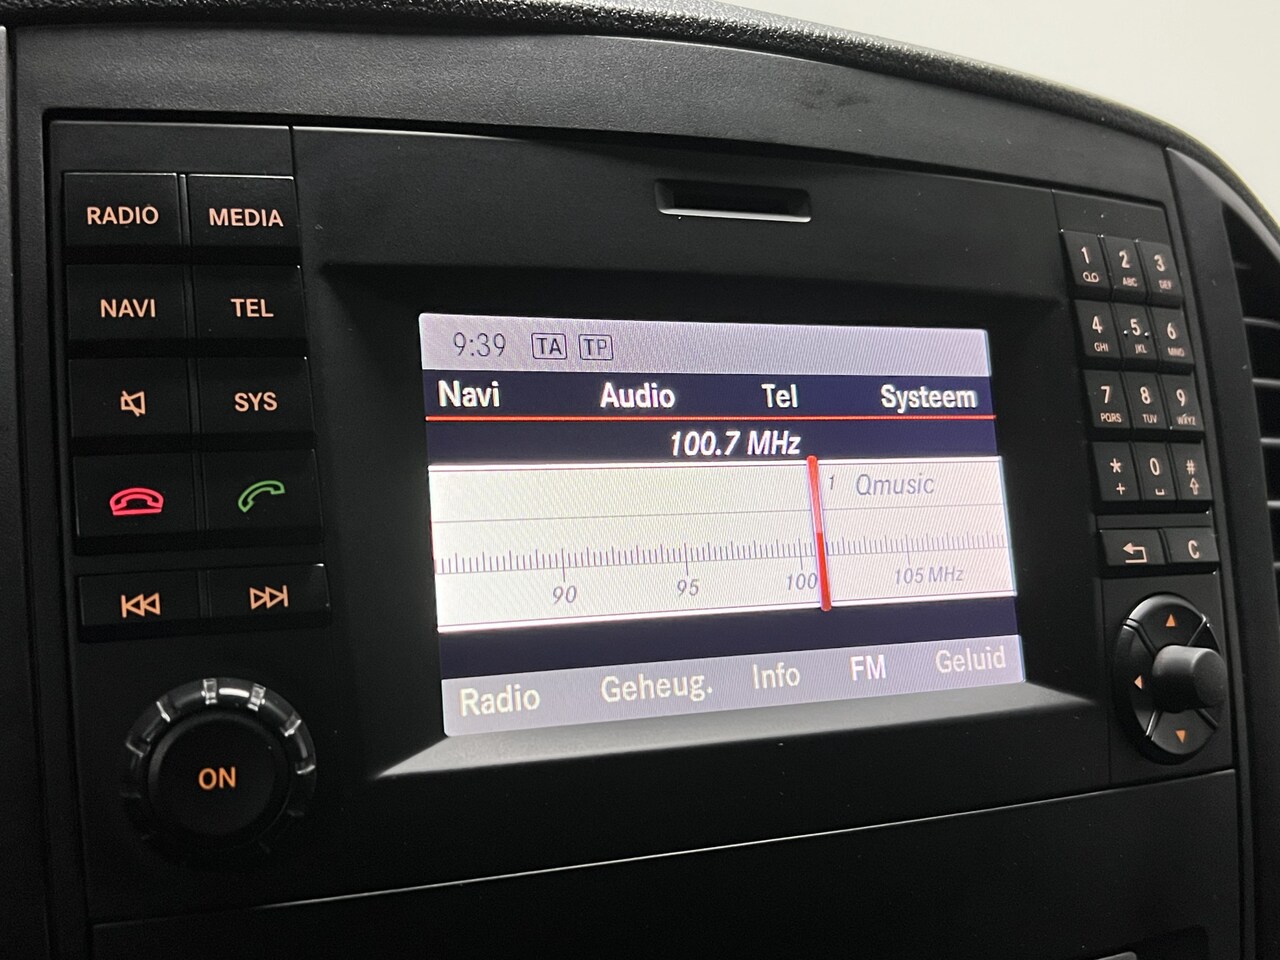 RADIO MEDIA
NAVI TEL
SYS
ON
9:39 TA TP
Navi Audio Tel Systeem
100.7 MHz
1 Qmusic
90 95 100 105 MHz
Radio Geheug. Info FM Geluid
1 2 3
ABC DEF
4 5 6
GHI JKL MNO
7 8 9
PQRS TUV WXYZ
* 0 #
+
C